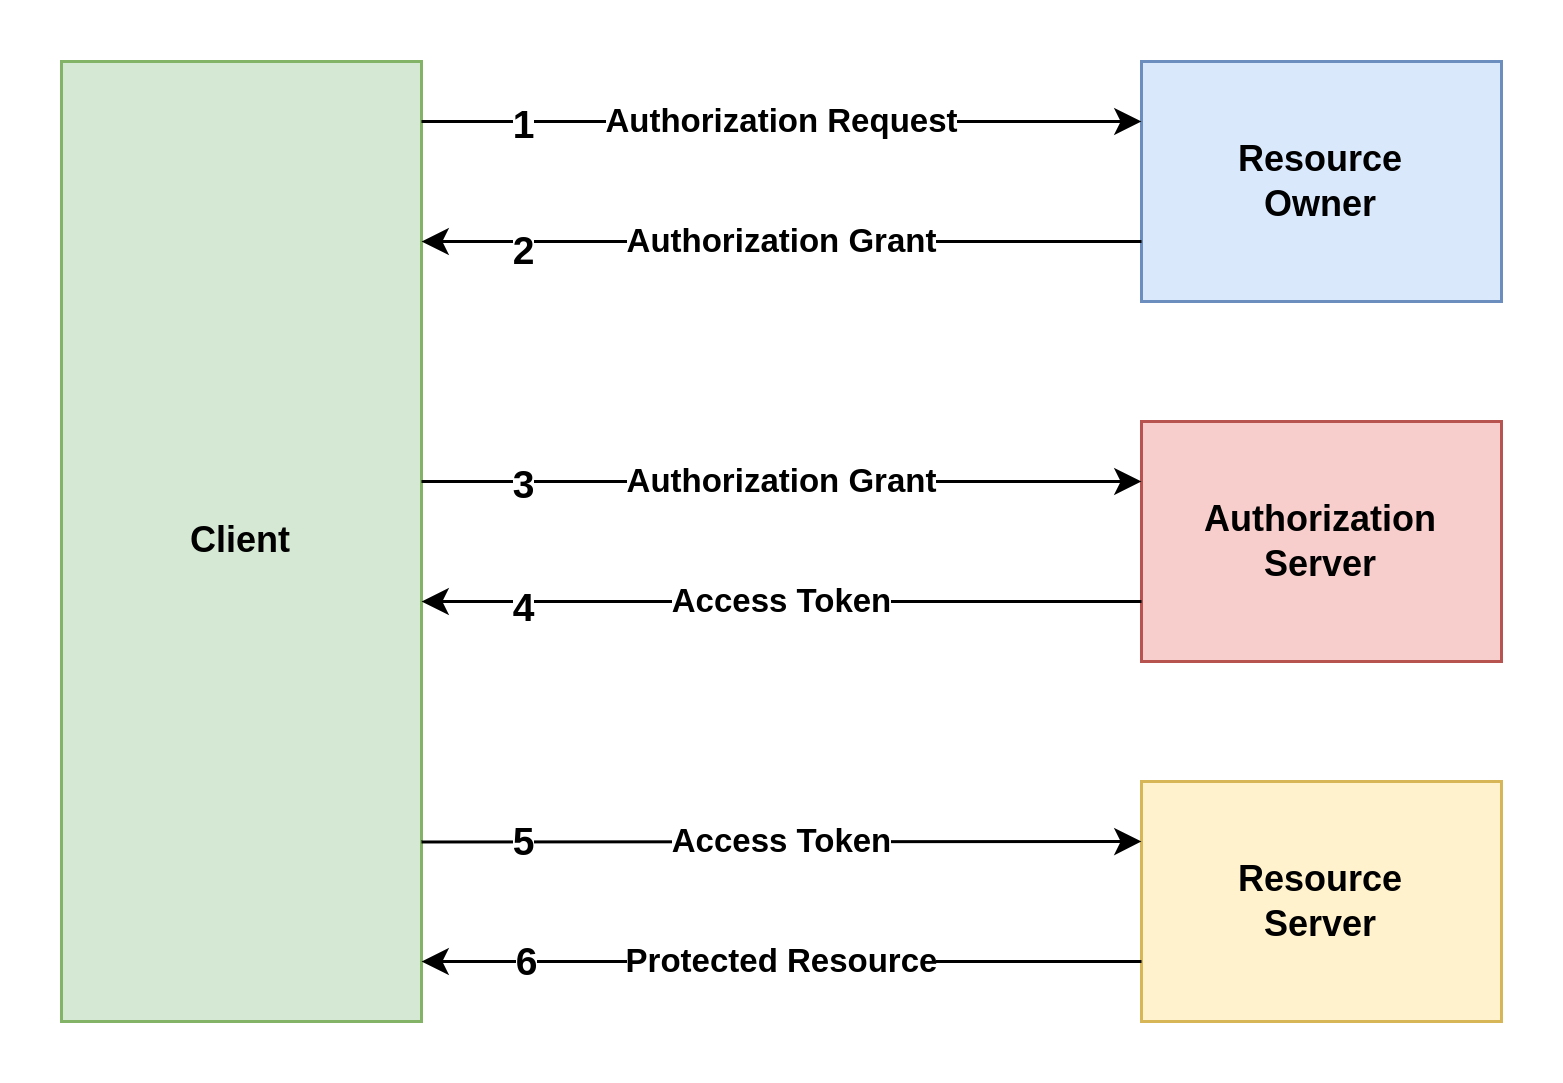 1 Authorization Request
Resource
Owner
2 Authorization Grant
3 Authorization Grant
Client
Authorization
Server
4 Access Token
5 Access Token
Resource
Server
6 Protected Resource